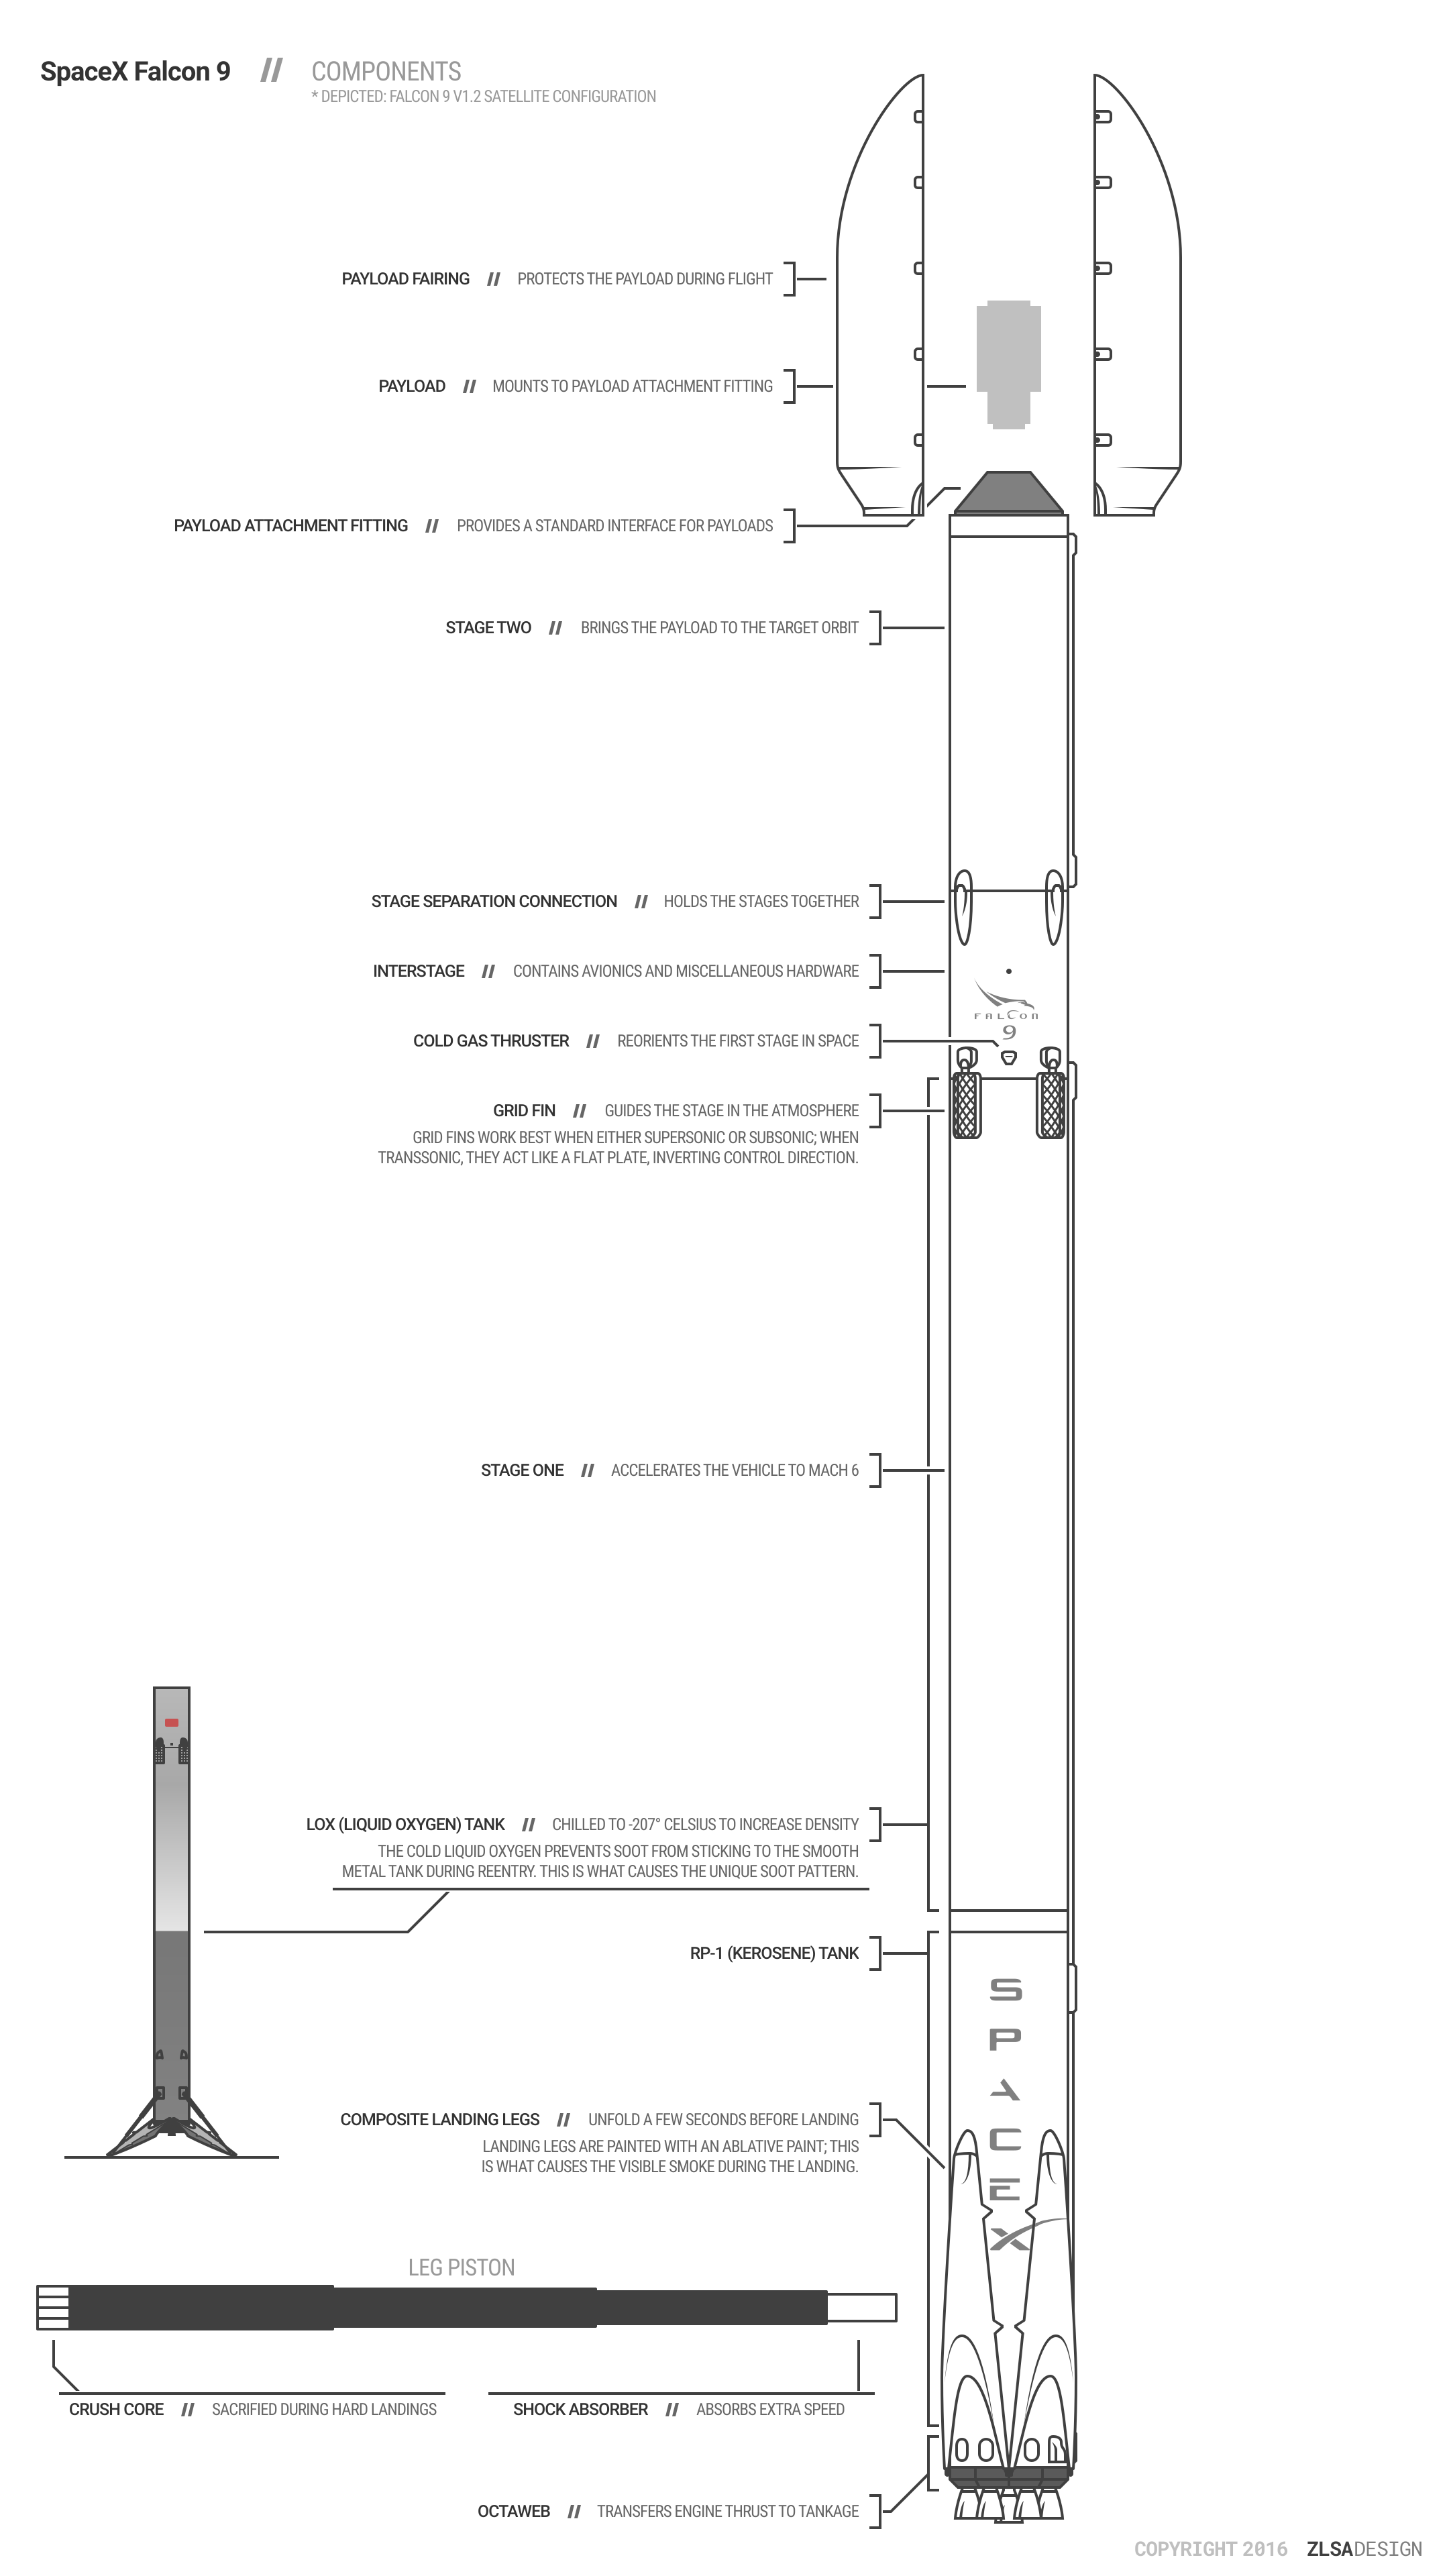 SpaceX Falcon 9 // COMPONENTS
* DEPICTED: FALCON 9 V1.2 SATELLITE CONFIGURATION
PAYLOAD FAIRING // PROTECTS THE PAYLOAD DURING FLIGHT
PAYLOAD // MOUNTS TO PAYLOAD ATTACHMENT FITTING
PAYLOAD ATTACHMENT FITTING // PROVIDES A STANDARD INTERFACE FOR PAYLOADS
STAGE TWO // BRINGS THE PAYLOAD TO THE TARGET ORBIT
STAGE SEPARATION CONNECTION // HOLDS THE STAGES TOGETHER
INTERSTAGE // CONTAINS AVIONICS AND MISCELLANEOUS HARDWARE
FALCON
9
COLD GAS THRUSTER // REORIENTS THE FIRST STAGE IN SPACE
GRID FIN // GUIDES THE STAGE IN THE ATMOSPHERE
GRID FINS WORK BEST WHEN EITHER SUPERSONIC OR SUBSONIC; WHEN
TRANSSONIC, THEY ACT LIKE A FLAT PLATE, INVERTING CONTROL DIRECTION.
STAGE ONE // ACCELERATES THE VEHICLE TO MACH 6
LOX (LIQUID OXYGEN) TANK // CHILLED TO -207° CELSIUS TO INCREASE DENSITY
THE COLD LIQUID OXYGEN PREVENTS SOOT FROM STICKING TO THE SMOOTH
METAL TANK DURING REENTRY. THIS IS WHAT CAUSES THE UNIQUE SOOT PATTERN.
RP-1 (KEROSENE) TANK
SPACEX
COMPOSITE LANDING LEGS // UNFOLD A FEW SECONDS BEFORE LANDING
LANDING LEGS ARE PAINTED WITH AN ABLATIVE PAINT; THIS
IS WHAT CAUSES THE VISIBLE SMOKE DURING THE LANDING.
LEG PISTON
CRUSH CORE // SACRIFIED DURING HARD LANDINGS
SHOCK ABSORBER // ABSORBS EXTRA SPEED
OCTAWEB // TRANSFERS ENGINE THRUST TO TANKAGE
COPYRIGHT 2016 ZLSADESIGN